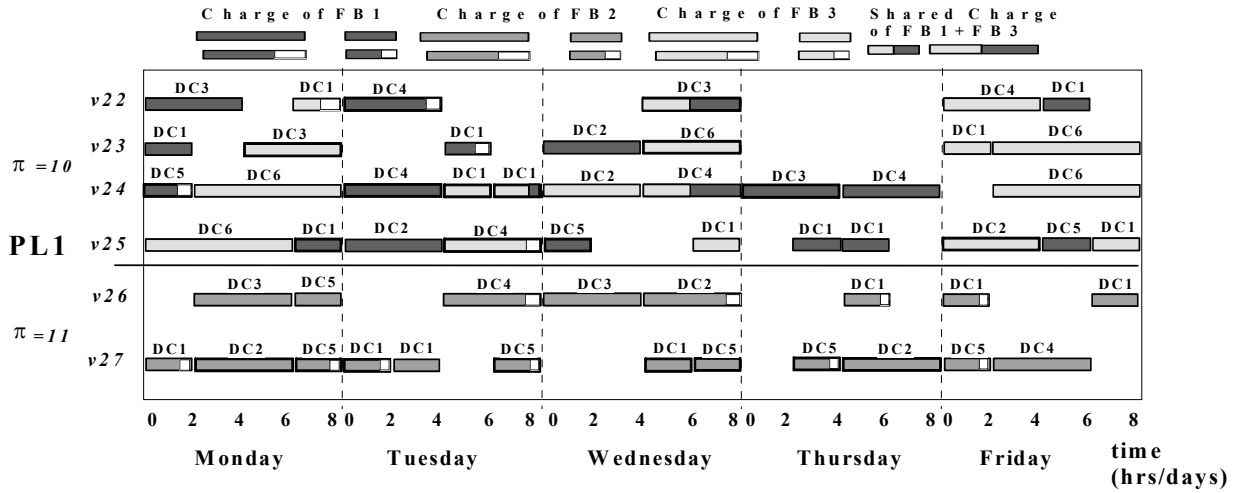 Charge of FB1 Charge of FB2 Charge of FB3 Shared Charge
of FB1+FB3
DC3 DC1 DC4 DC3 DC4 DC1
v22
DC1 DC3 DC1 DC2 DC6 DC1 DC6
v23
π =10
DC5 DC6 DC4 DC1 DC1 DC2 DC4 DC3 DC4 DC6
v24
DC6 DC1 DC2 DC4 DC5 DC1 DC1 DC1 DC2 DC5 DC1
PL1 v25
DC3 DC5 DC4 DC3 DC2 DC1 DC1 DC1
v26
π =11
DC1 DC2 DC5 DC1 DC1 DC5 DC1 DC5 DC5 DC2 DC5 DC4
v27
0 2 4 6 8 0 2 4 6 8 0 2 4 6 8 0 2 4 6 8 0 2 4 6 8
Monday Tuesday Wednesday Thursday Friday time
(hrs/days)